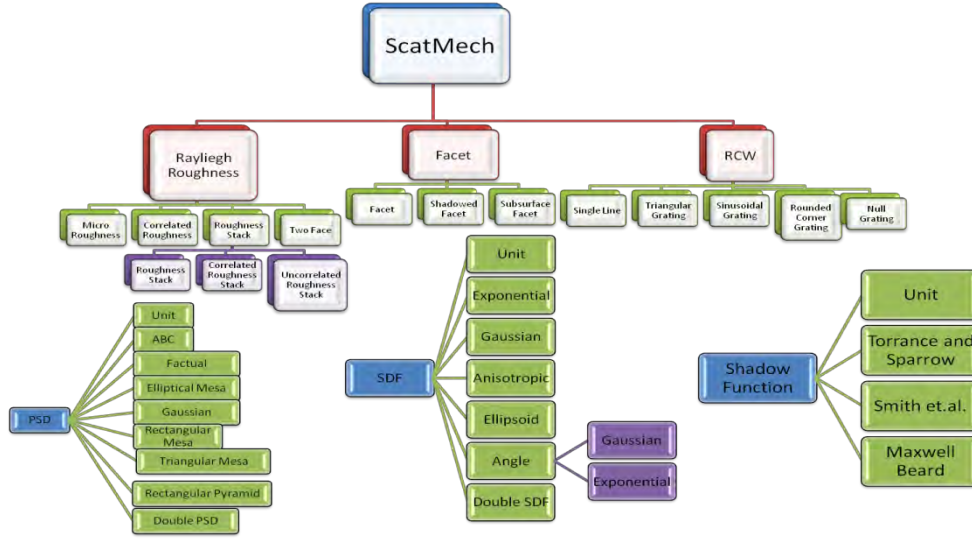 ScatMech
Rayliegh
Roughness
Facet
RCW
Micro
Roughness
Correlated
Roughness
Roughness
Stack
Two Face
Facet
Shadowed
Facet
Subsurface
Facet
Single Line
Triangular
Grating
Sinusoidal
Grating
Rounded
Corner
Grating
Null
Grating
Roughness
Stack
Correlated
Roughness
Stack
Uncorrelated
Roughness
Stack
PSD
Unit
ABC
Factual
Elliptical Mesa
Gaussian
Rectangular
Mesa
Triangular Mesa
Rectangular Pyramid
Double PSD
SDF
Unit
Exponential
Gaussian
Anisotropic
Ellipsoid
Angle
Double SDF
Gaussian
Exponential
Shadow
Function
Unit
Torrance and
Sparrow
Smith et.al.
Maxwell
Beard